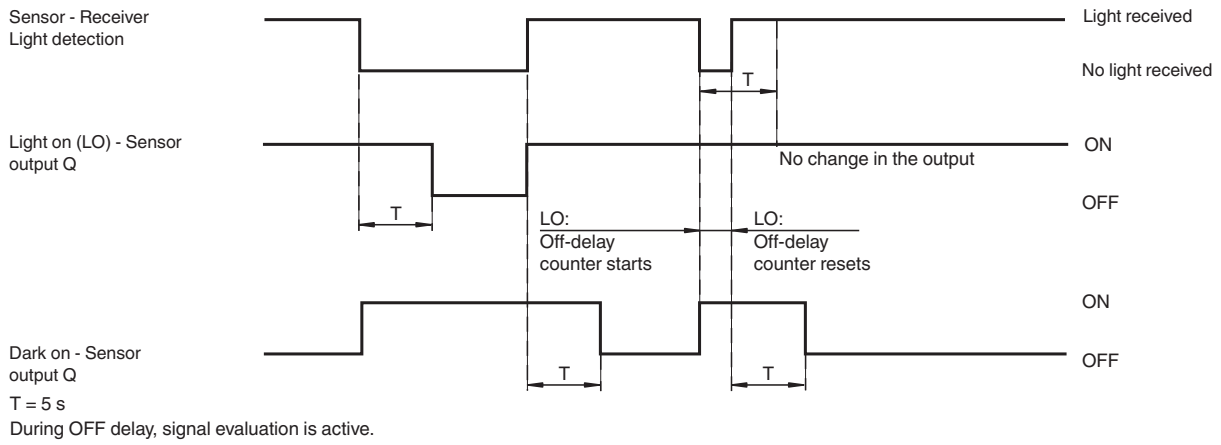 Sensor - Receiver
Light detection
Light received
No light received
T
Light on (LO) - Sensor
output Q
ON
No change in the output
OFF
T
LO:
Off-delay
counter starts
LO:
Off-delay
counter resets
ON
Dark on - Sensor
output Q
OFF
T
T
T = 5 s
During OFF delay, signal evaluation is active.